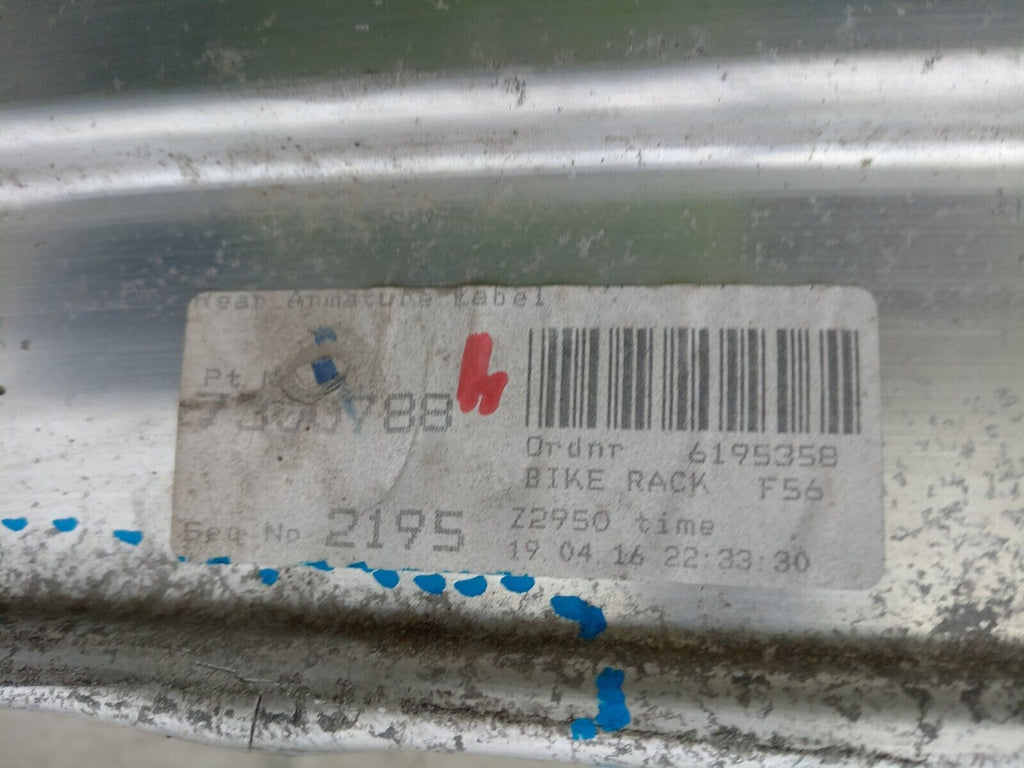 Rear Armature Label
Pt
h
Ordnr 6195358
BIKE RACK F56
Seq No 2195
Z2950 time
19.04.16 22:33:30